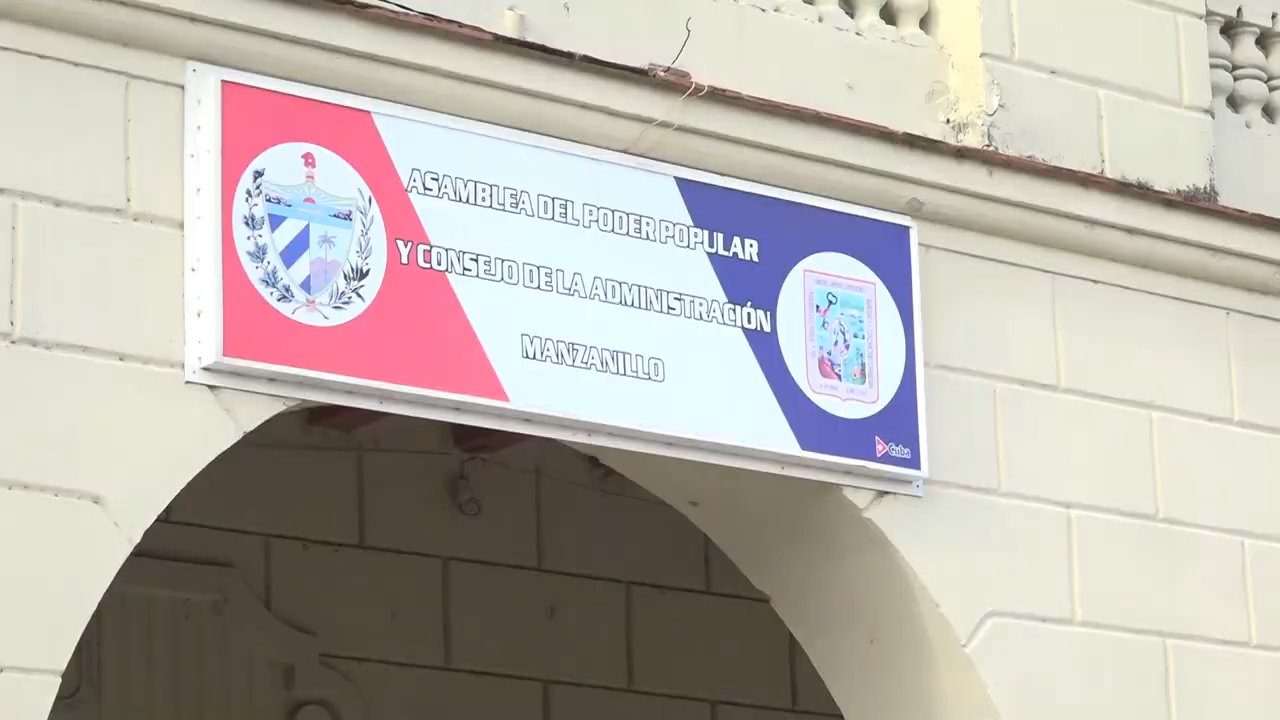 ASAMBLEA DEL PODER POPULAR
Y CONSEJO DE LA ADMINISTRACIÓN
MANZANILLO
Cuba